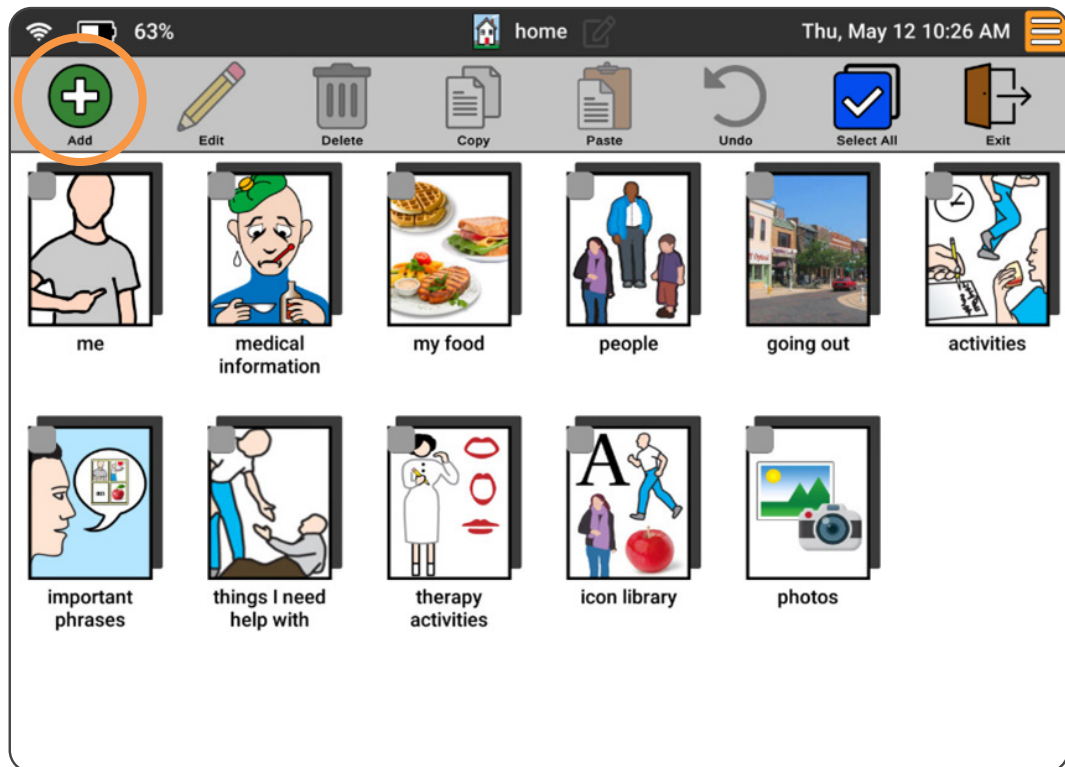 63%
home
Thu, May 12 10:26 AM
Add
Edit
Delete
Copy
Paste
Undo
Select All
Exit
me
medical
information
my food
people
going out
activities
important
phrases
things I need
help with
A
therapy
activities
icon library
photos